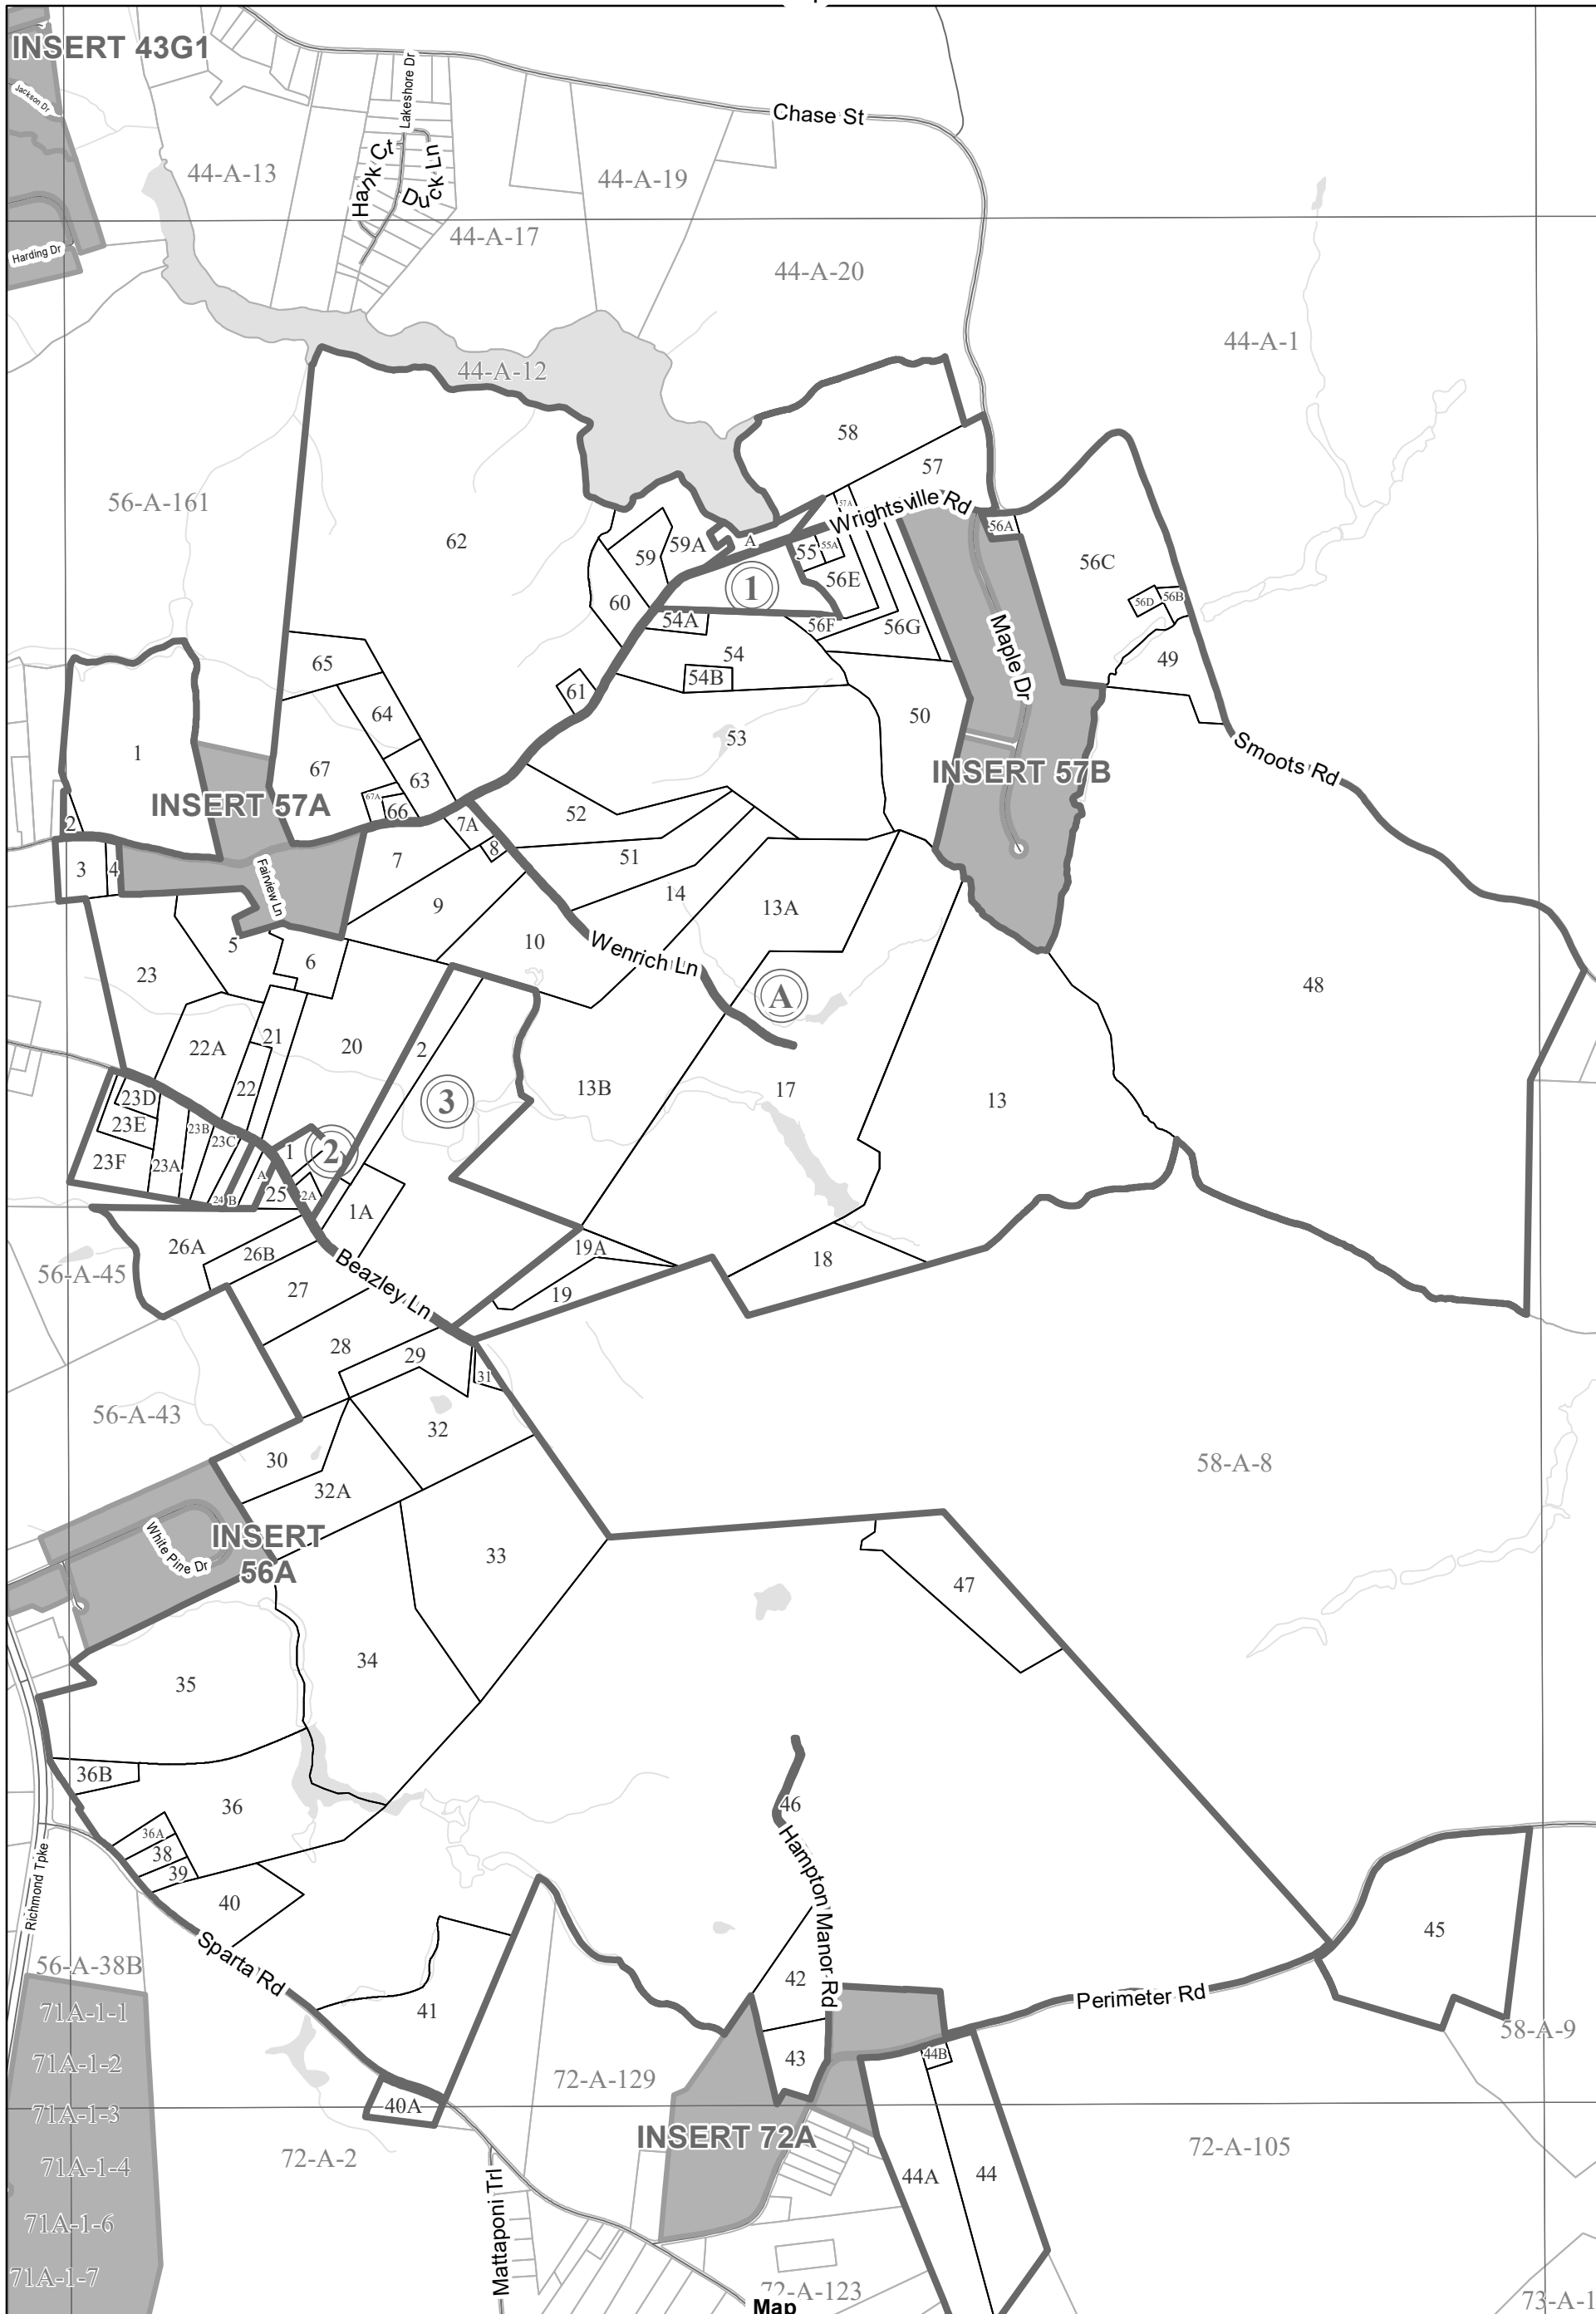 INSERT 43G1
Jackson Dr
Harding Dr
Lakeshore Dr
Hank Ct
Duck Ln
Chase St
44-A-13
44-A-19
44-A-17
44-A-20
44-A-1
44-A-12
56-A-161
58
57
57A
Wrightsville Rd
62
59A
59
A
55
55A
56A
56C
56E
1
60
54A
56F
56G
56D
56B
54
54B
49
65
61
Maple Dr
64
50
53
1
67
63
INSERT 57B
Smoots Rd
67A
66
INSERT 57A
2
7A
52
8
51
3
4
7
Fairview Ln
9
14
13A
5
10
Wenrich Ln
6
23
A
48
22A
21
20
2
22
13B
17
13
23D
3
23E
23B
23C
1
2
23F
23A
A
24
B
25
2A
1A
26A
26B
19A
18
56-A-45
Beazley Ln
27
19
28
29
31
56-A-43
32
30
32A
58-A-8
White Pine Dr
INSERT
56A
33
47
34
35
36B
36
46
36A
38
39
40
Hampton Manor Rd
Richmond Tpke
Sparta Rd
45
56-A-38B
42
41
Perimeter Rd
71A-1-1
58-A-9
71A-1-2
43
44B
72-A-129
40A
71A-1-3
INSERT 72A
72-A-2
72-A-105
71A-1-4
44A
44
Mattaponi Trl
71A-1-6
71A-1-7
72-A-123
73-A-1
Map